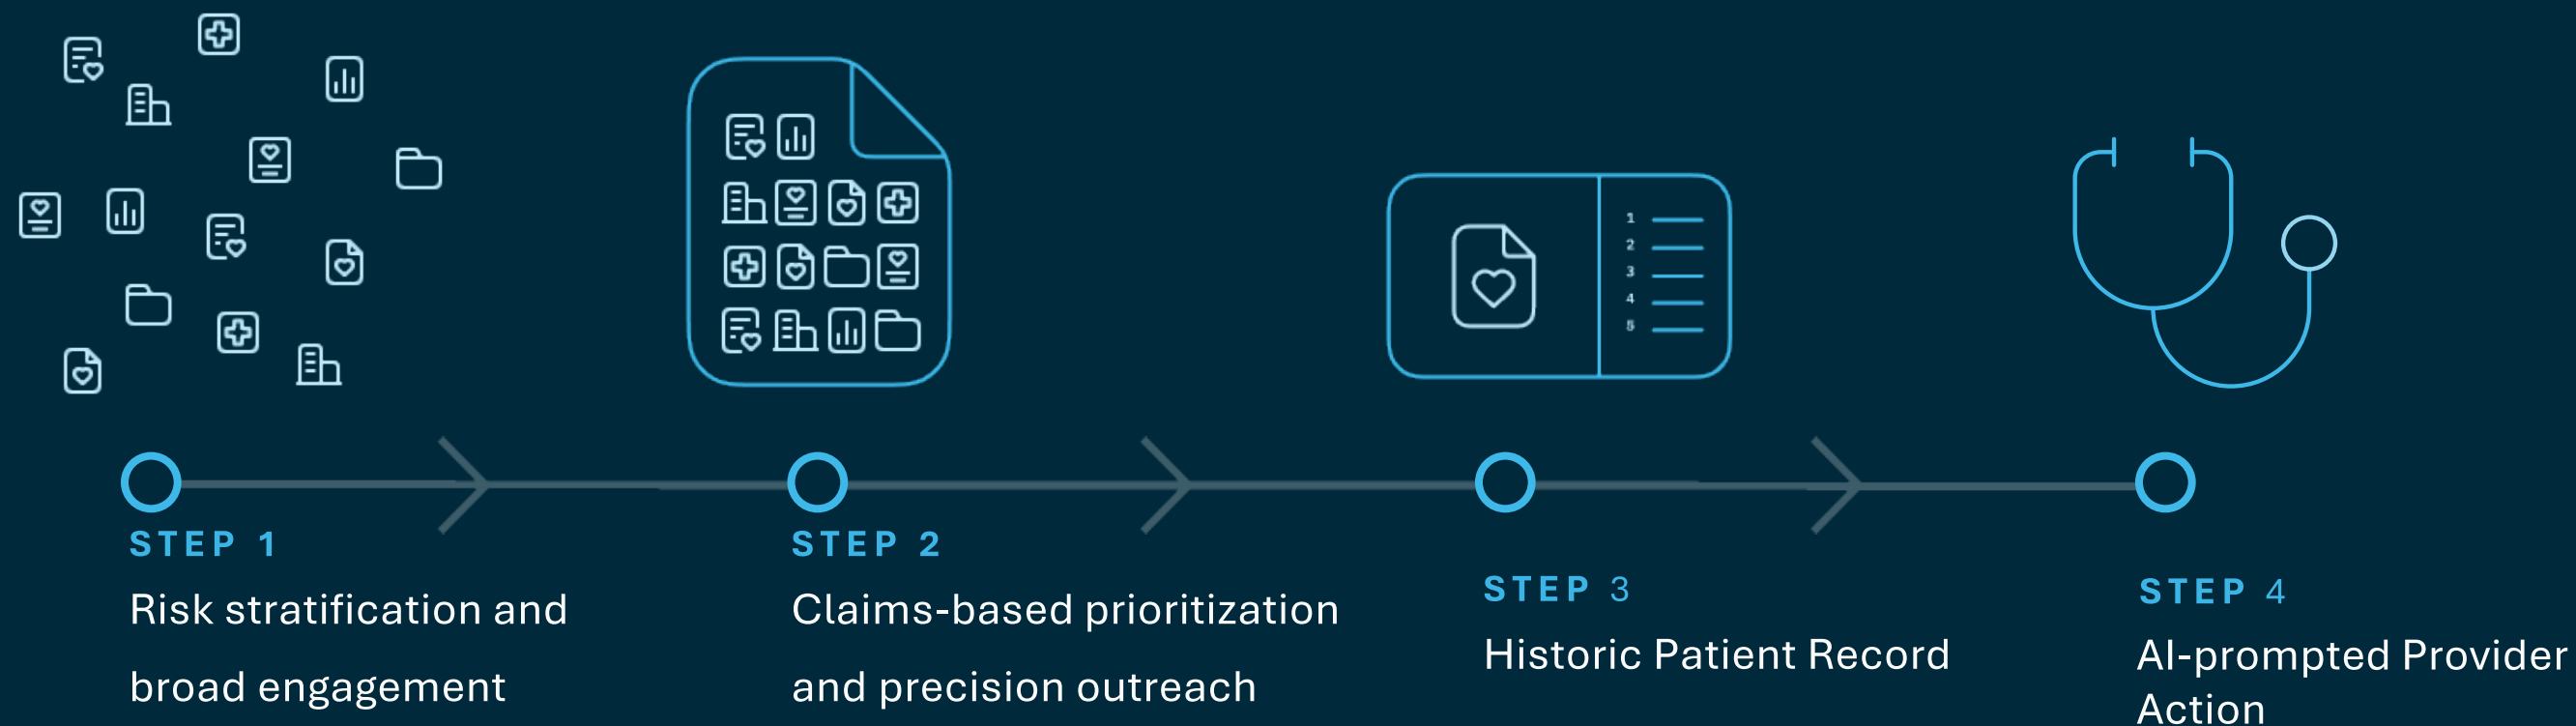 1
2
3
4
5
STEP 1
Risk stratification and
broad engagement
STEP 2
Claims-based prioritization
and precision outreach
STEP 3
Historic Patient Record
STEP 4
AI-prompted Provider
Action